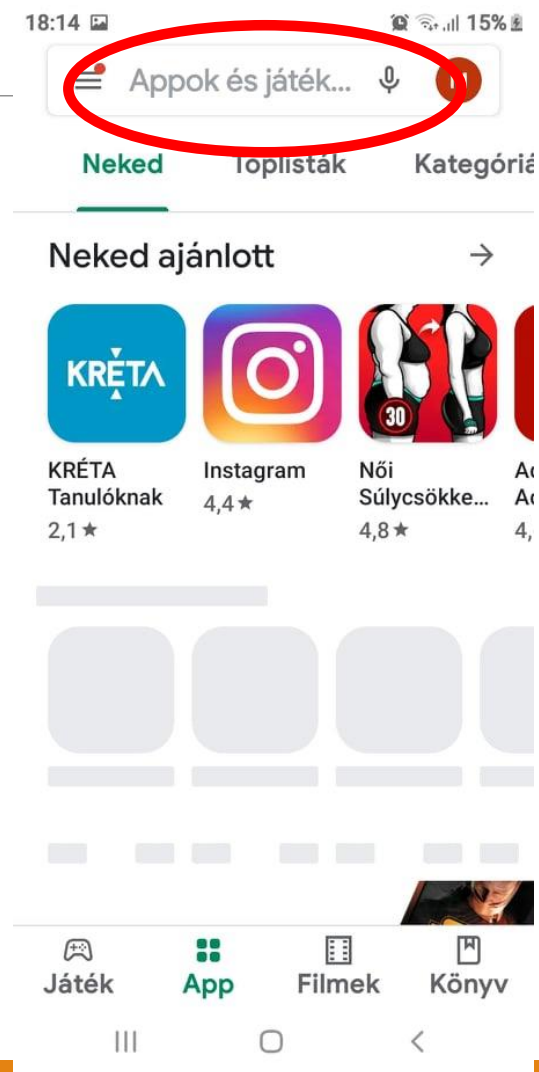 18:14 15%
Appok és játék...
Neked Toplisták Kategóriá
Neked ajánlott
KRÉTA
30
KRÉTA Tanulóknak
2,1★
Instagram
4,4★
Női Súlycsökke...
4,8★
4,
Játék App Filmek Könyv